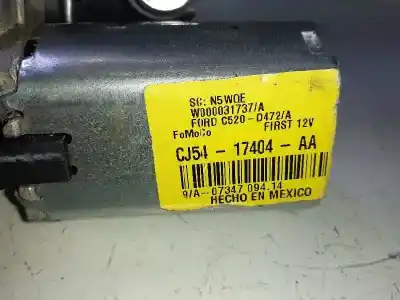 SC: N5WOE
W000031737/A
FORD C520-D472/A
FoMoCo FIRST 12V
CJ54 - 17404 - AA
9/A-07347 094.14
HECHO EN MEXICO